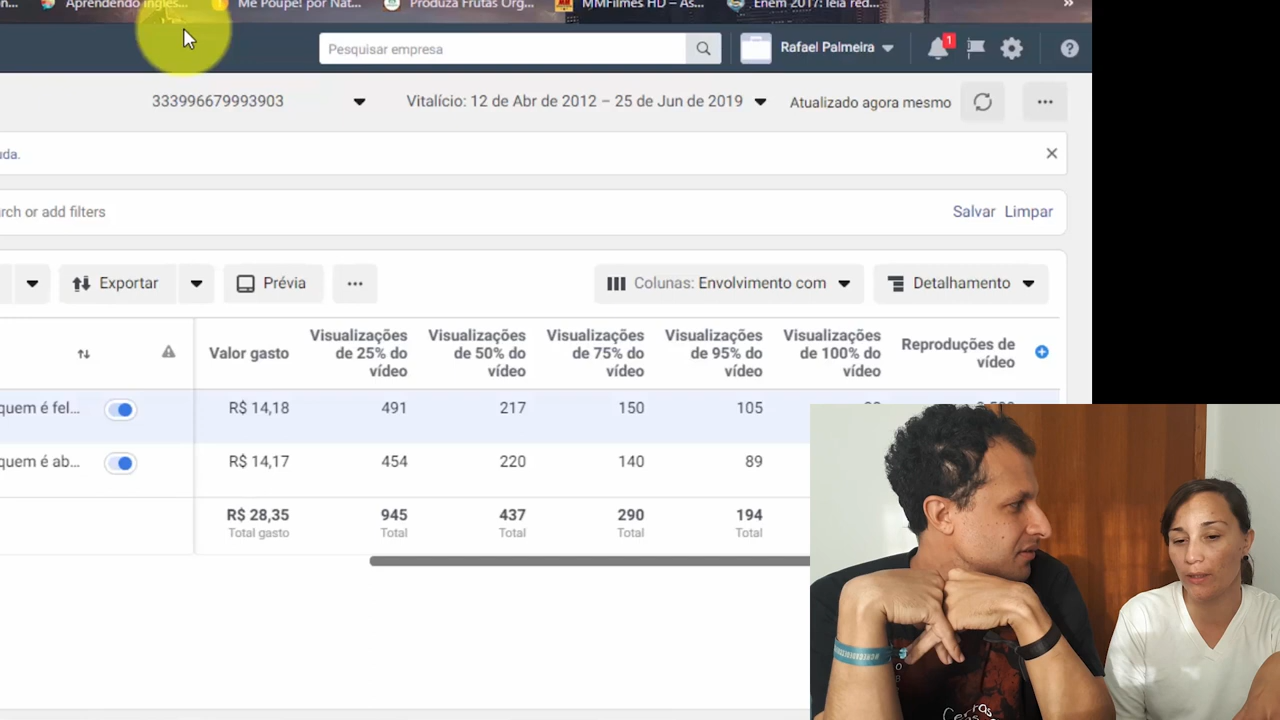 Aprendendo inglês...
Me Poupe! por Nat...
Produza Frutas Org...
MMFilmes HD – As...
Enem 2017: leia red...
»
Pesquisar empresa
Rafael Palmeira
1
333996679993903
Vitalício: 12 de Abr de 2012 – 25 de Jun de 2019
Atualizado agora mesmo
uda.
rch or add filters
Salvar Limpar
Exportar
Prévia
Colunas: Envolvimento com
Detalhamento
Valor gasto
Visualizações
de 25% do
vídeo
Visualizações
de 50% do
vídeo
Visualizações
de 75% do
vídeo
Visualizações
de 95% do
vídeo
Visualizações
de 100% do
vídeo
Reproduções de
vídeo
quem é fel... R$ 14,18 491 217 150 105
quem é ab... R$ 14,17 454 220 140 89
R$ 28,35 945 437 290 194
Total gasto Total Total Total Total